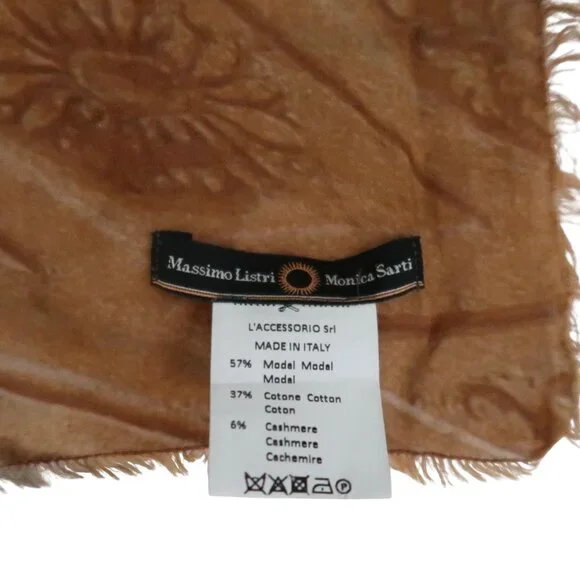 Massimo Listri Monica Sarti
L'ACCESSORIO Srl
MADE IN ITALY
57% Modal Modal
Modal
37% Cotone Cotton
Coton
6% Cashmere
Cashmere
Cachemire
P